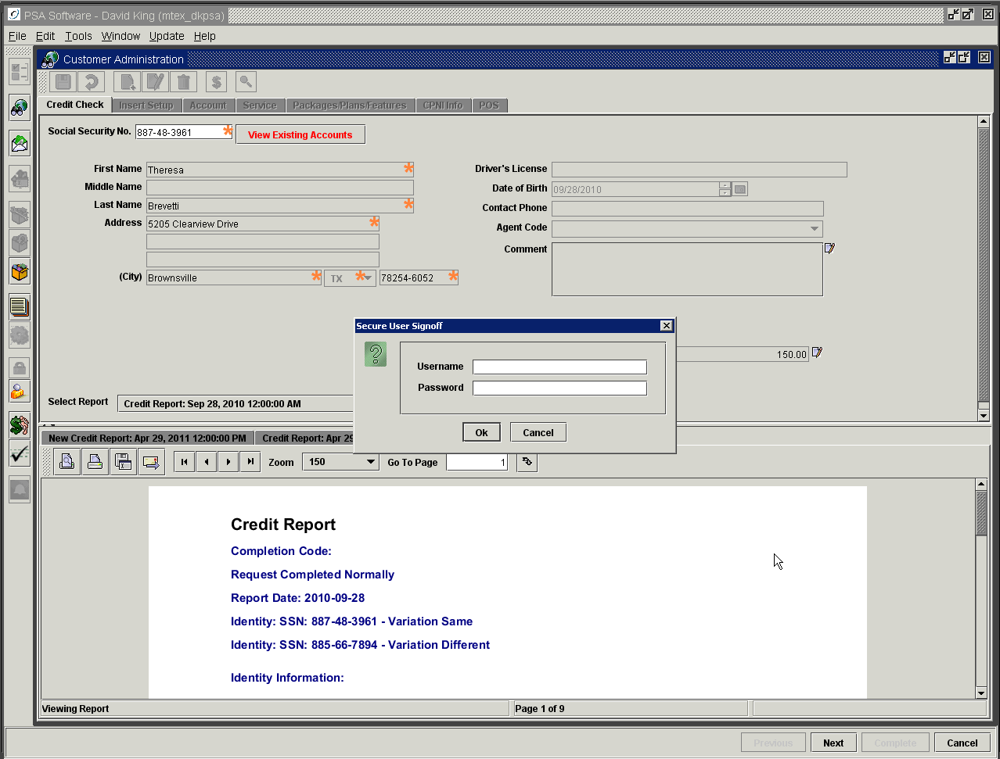 PSA Software - David King (mtex_dkpsa)
File Edit Tools Window Update Help
Customer Administration
Credit Check Insert Setup Account Service Packages/Plans/Features CPNI Info POS
Social Security No. 887-48-3961 * View Existing Accounts
First Name Theresa *
Middle Name
Last Name Brevetti *
Address 5205 Clearview Drive *
(City) Brownsville * TX * 78254-6052 *
Driver's License
Date of Birth 09/28/2010
Contact Phone
Agent Code
Comment
150.00
Secure User Signoff
Username
Password
Ok Cancel
Select Report Credit Report: Sep 28, 2010 12:00:00 AM
New Credit Report: Apr 29, 2011 12:00:00 PM Credit Report: Apr 29
Zoom 150 Go To Page 1
Credit Report
Completion Code:
Request Completed Normally
Report Date: 2010-09-28
Identity: SSN: 887-48-3961 - Variation Same
Identity: SSN: 885-66-7894 - Variation Different
Identity Information:
Viewing Report Page 1 of 9
Previous Next Complete Cancel